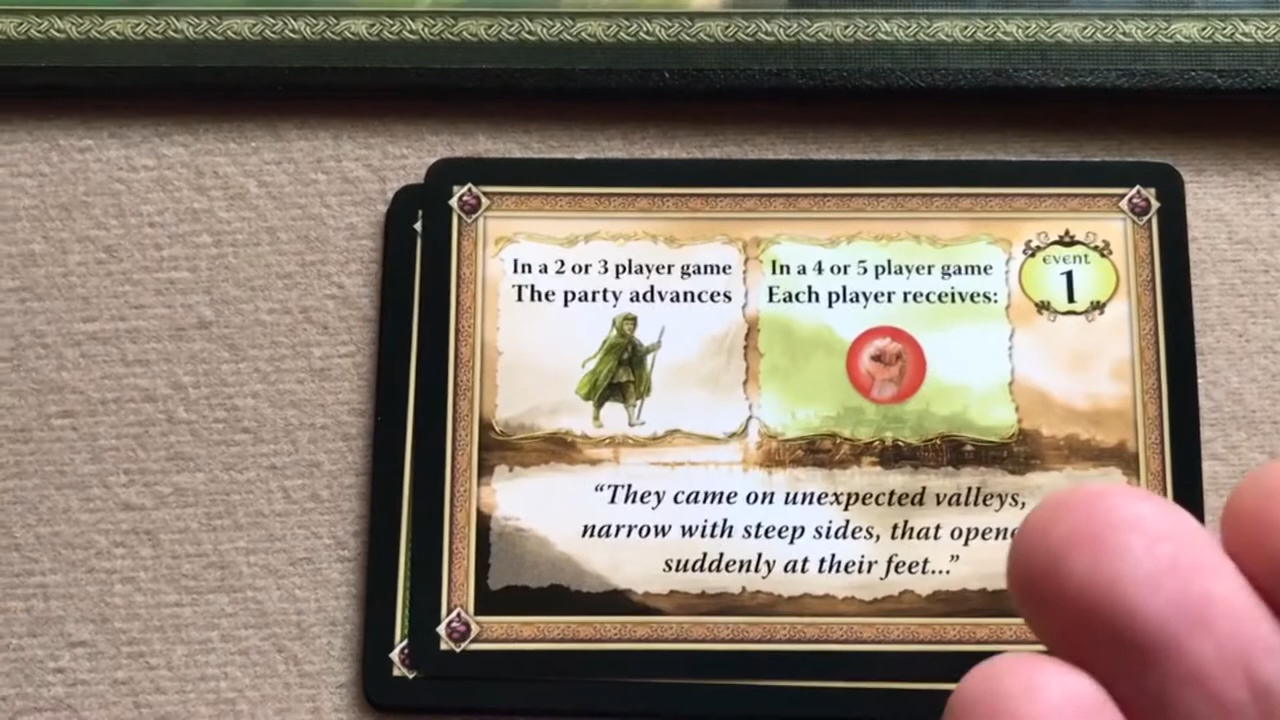 In a 2 or 3 player game
The party advances
In a 4 or 5 player game
Each player receives:
event
1
“They came on unexpected valleys,
narrow with steep sides, that
suddenly at their feet...”